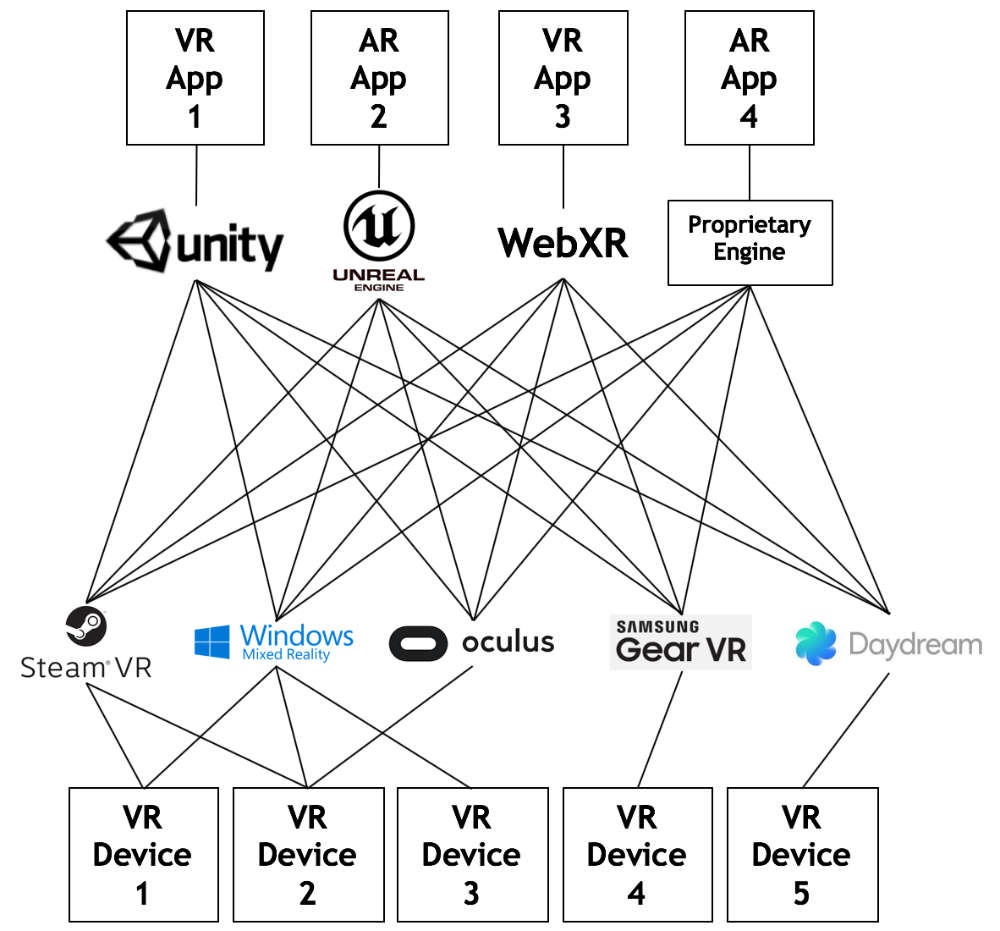 VR
App
1
AR
App
2
VR
App
3
AR
App
4
unity
UNREAL
ENGINE
WebXR
Proprietary
Engine
Steam VR
Windows
Mixed Reality
oculus
SAMSUNG
Gear VR
Daydream
VR
Device
1
VR
Device
2
VR
Device
3
VR
Device
4
VR
Device
5